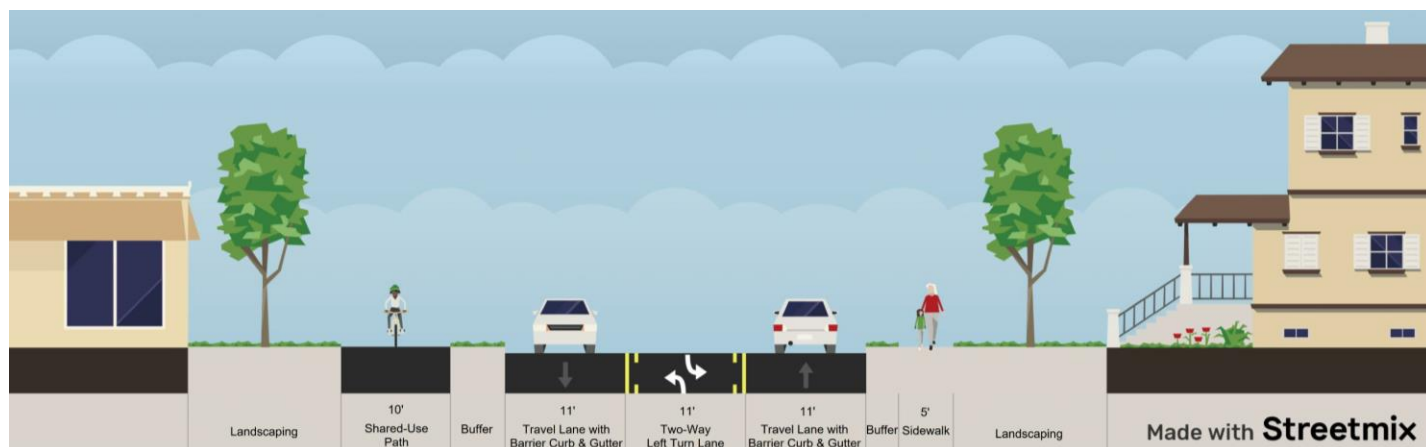 Landscaping
10'
Shared-Use
Path
Buffer
11'
Travel Lane with
Barrier Curb & Gutter
11'
Two-Way
Left Turn Lane
11'
Travel Lane with
Barrier Curb & Gutter
Buffer
5'
Sidewalk
Landscaping
Made with Streetmix